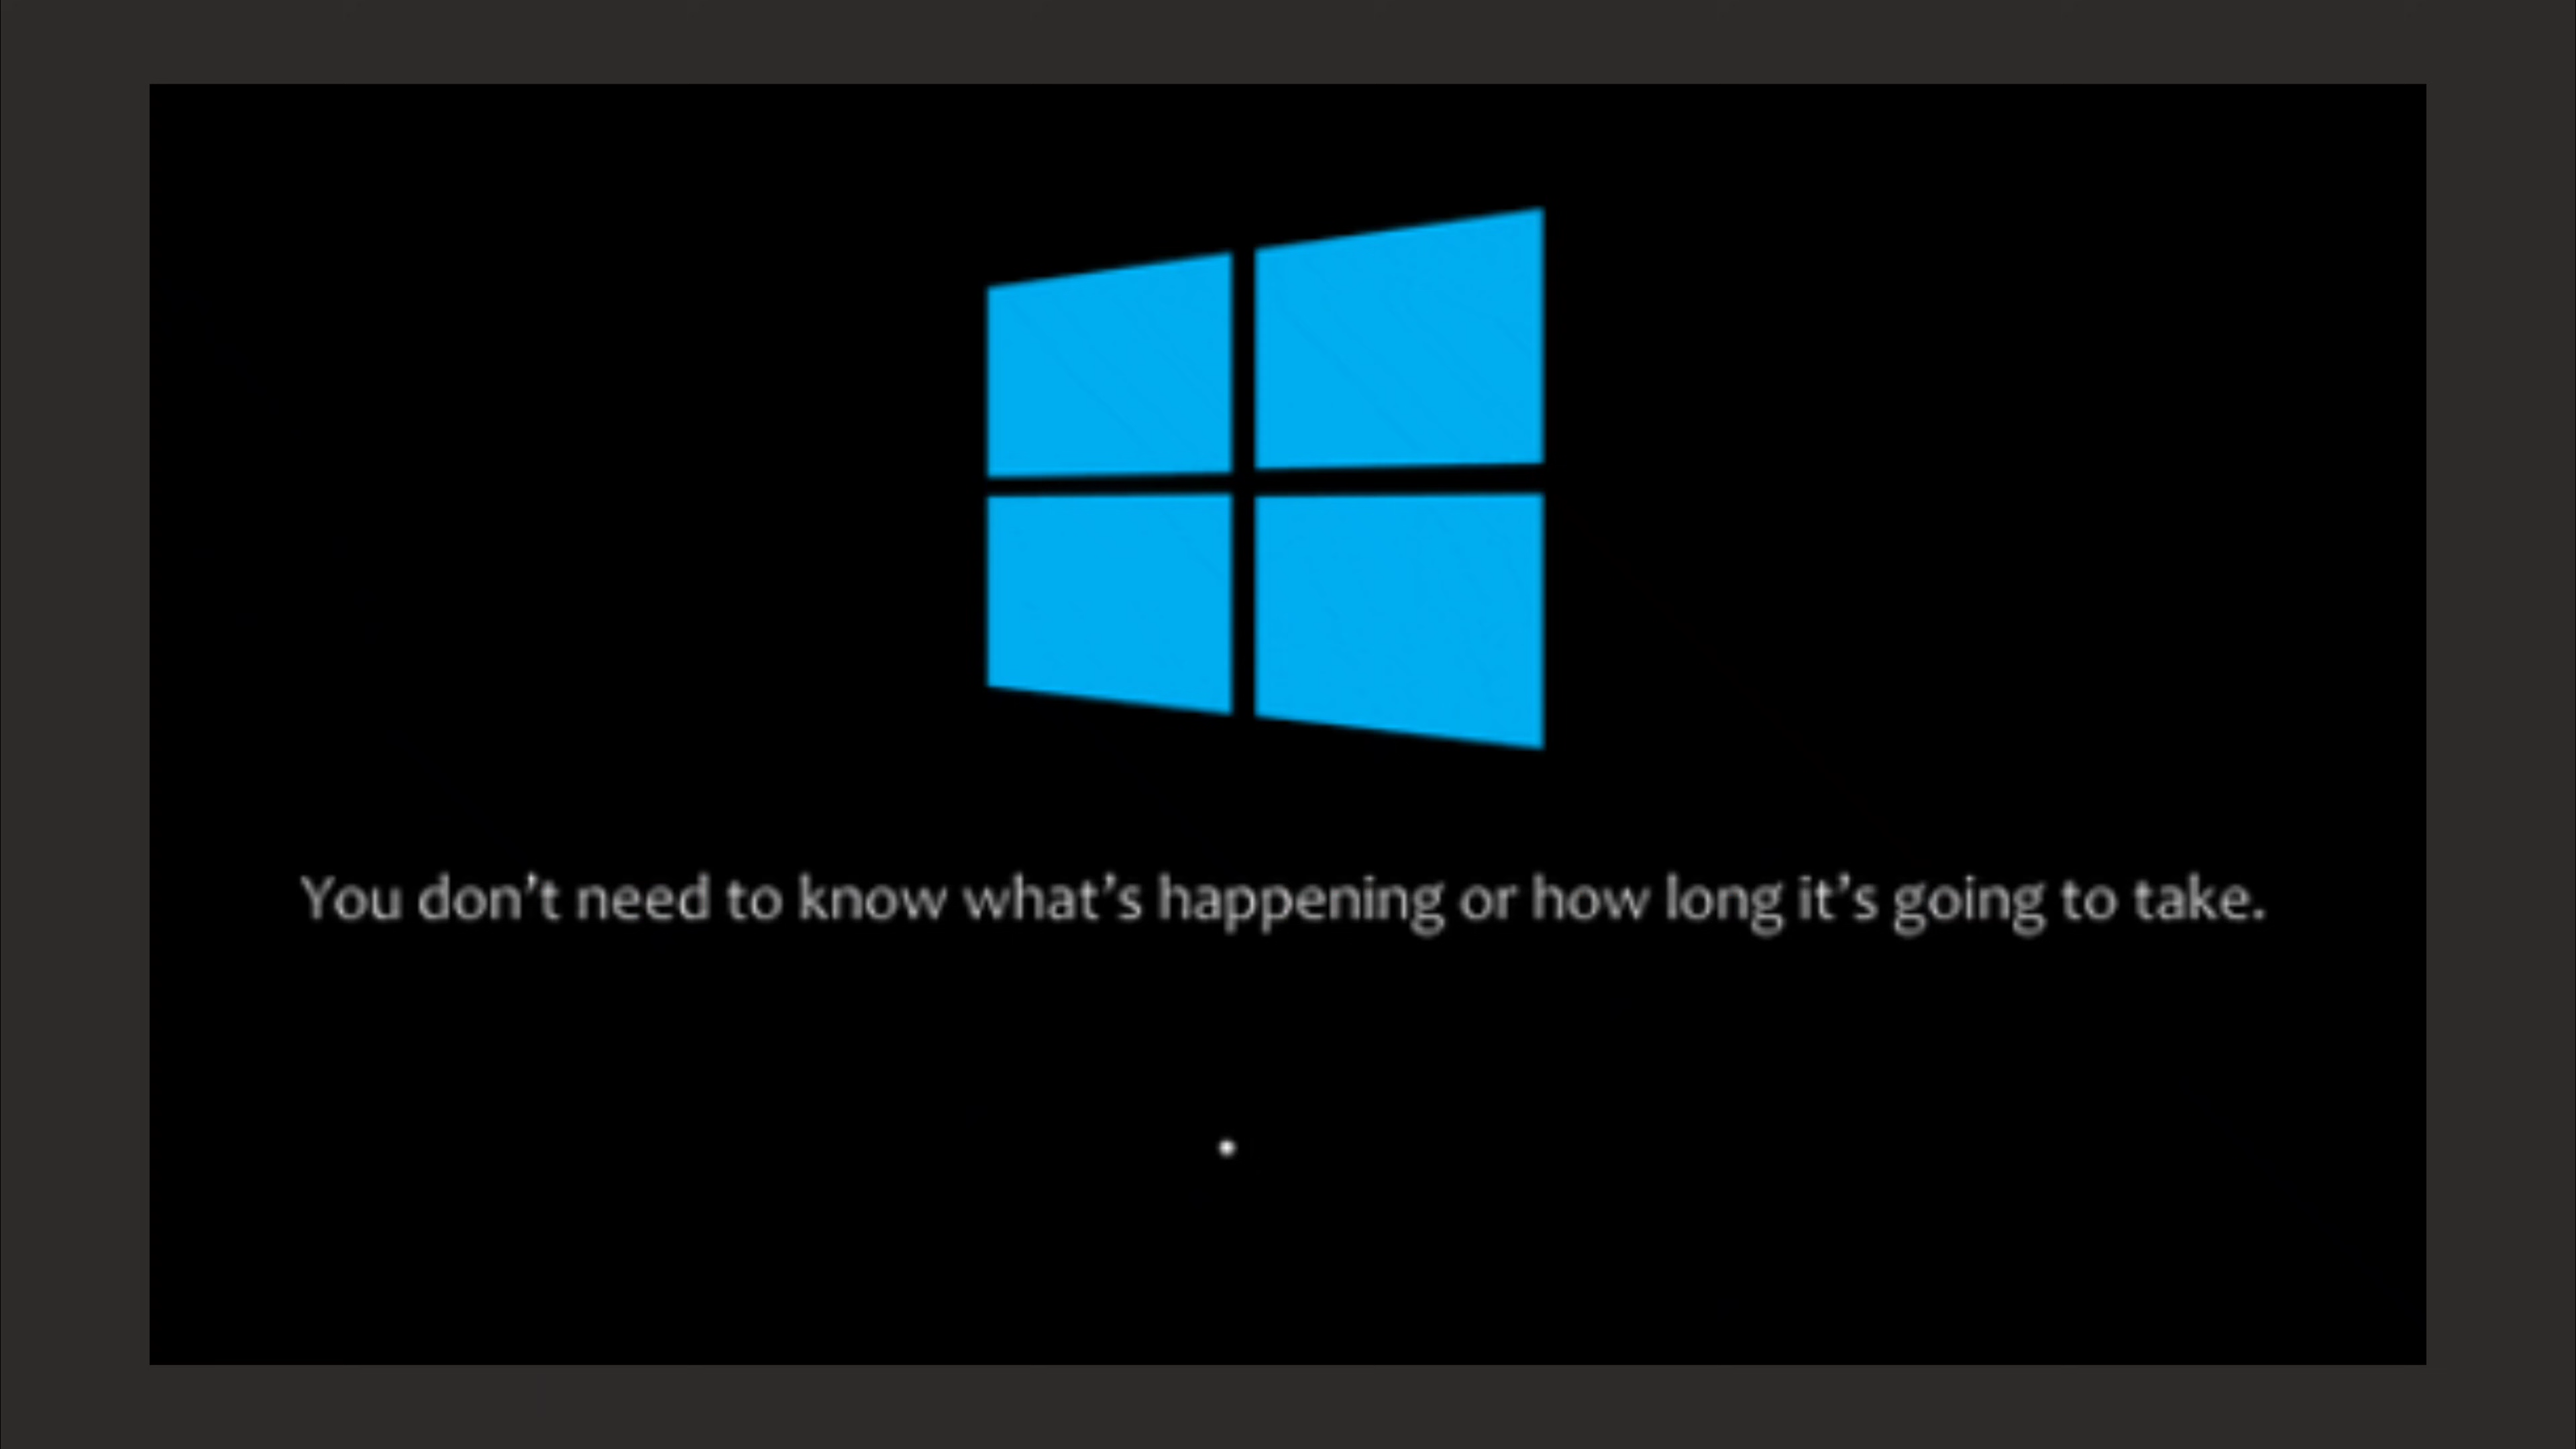 You don’t need to know what’s happening or how long it’s going to take.